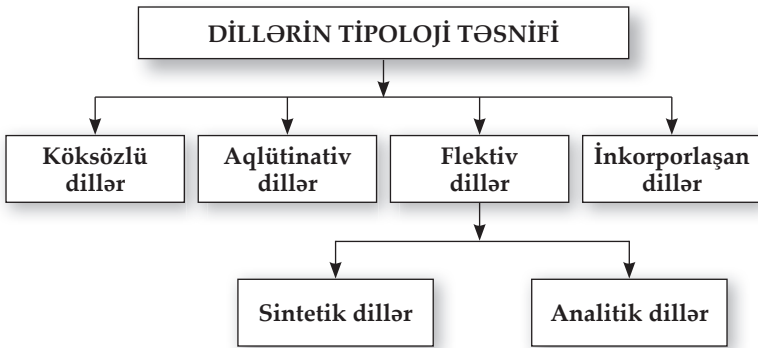 DİLLƏRİN TİPOLOJİ TƏSNİFİ
Köksözlü
dillər
Aqlütinativ
dillər
Flektiv
dillər
İnkorporlaşan
dillər
Sintetik dillər
Analitik dillər